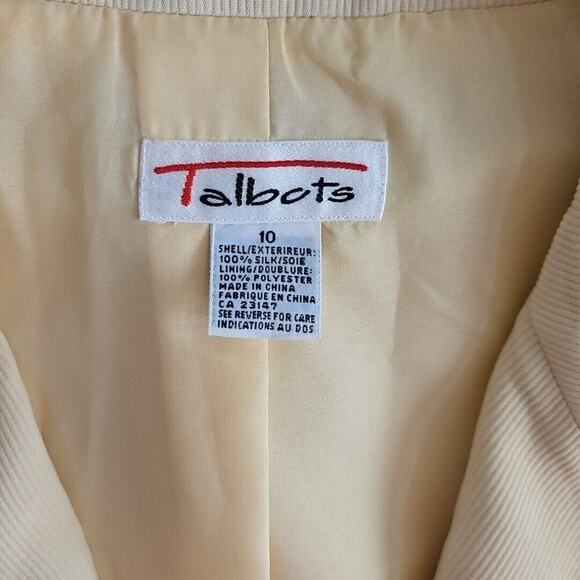 Talbots
10
SHELL/EXTERIREUR:
100% SILK/SOIE
LINING/DOUBLURE:
100% POLYESTER
MADE IN CHINA
FABRIQUE EN CHINA
CA 23147
SEE REVERSE FOR CARE
INDICATIONS AU DOS